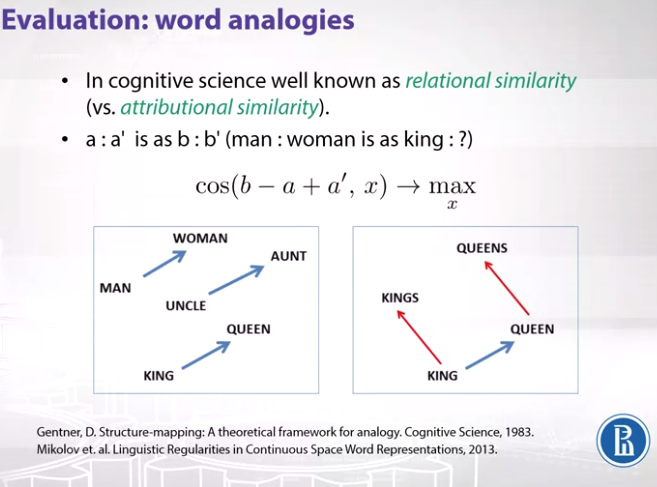 Evaluation: word analogies
• In cognitive science well known as relational similarity
(vs. attributional similarity).
• a : a' is as b : b' (man : woman is as king : ?)
cos(b − a + a′, x) → max
x
WOMAN
AUNT
MAN
UNCLE
QUEEN
KING
QUEENS
KINGS
QUEEN
KING
Gentner, D. Structure-mapping: A theoretical framework for analogy. Cognitive Science, 1983.
Mikolov et. al. Linguistic Regularities in Continuous Space Word Representations, 2013.